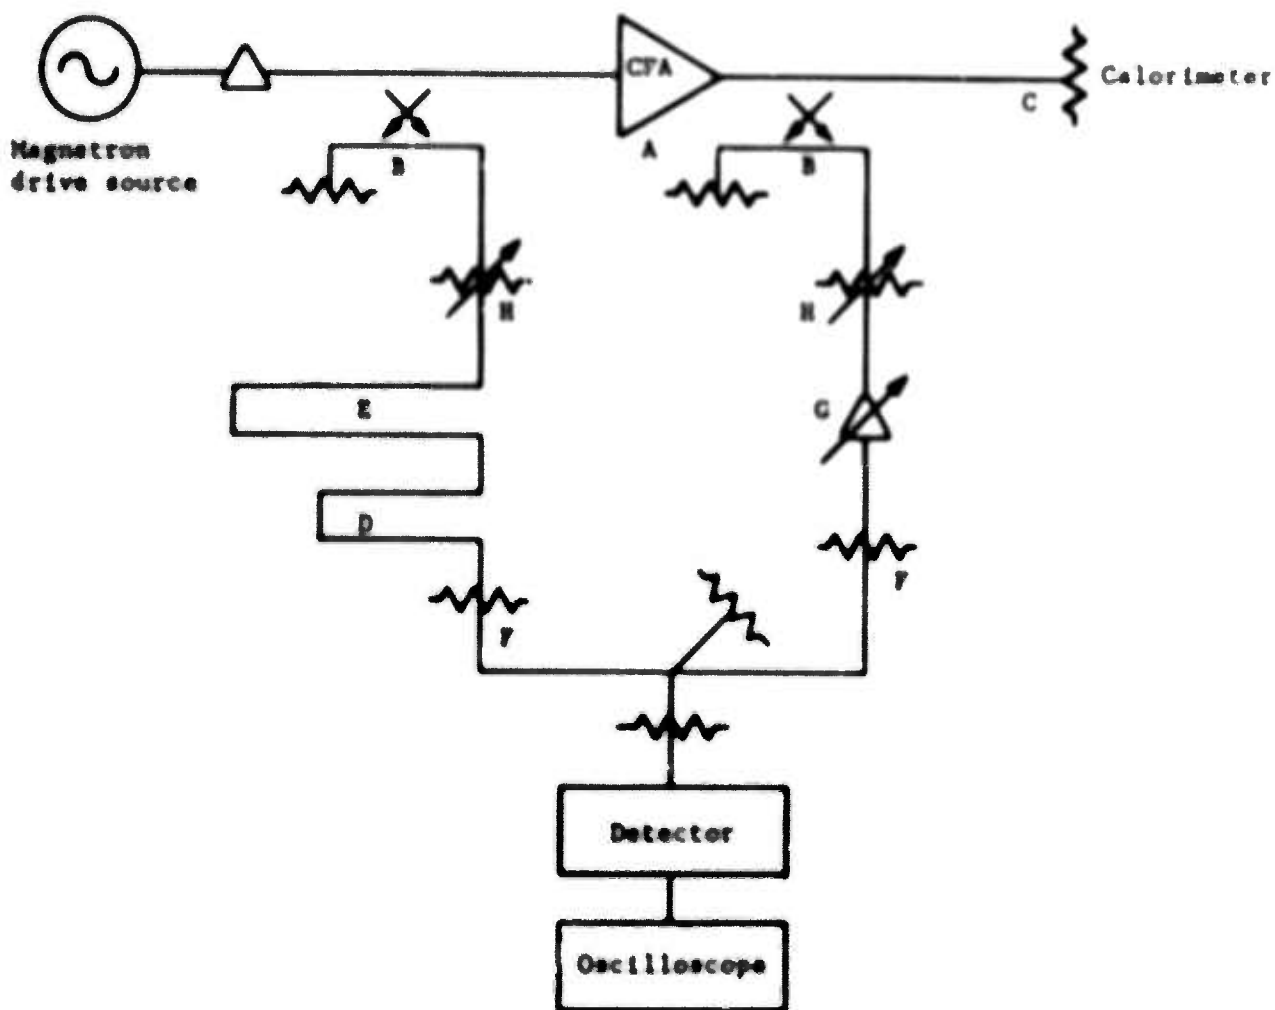 CFA
Calorimeter
C
A
Magnetron
drive source
B
B
H
H
G
E
D
F
F
Detector
Oscilloscope